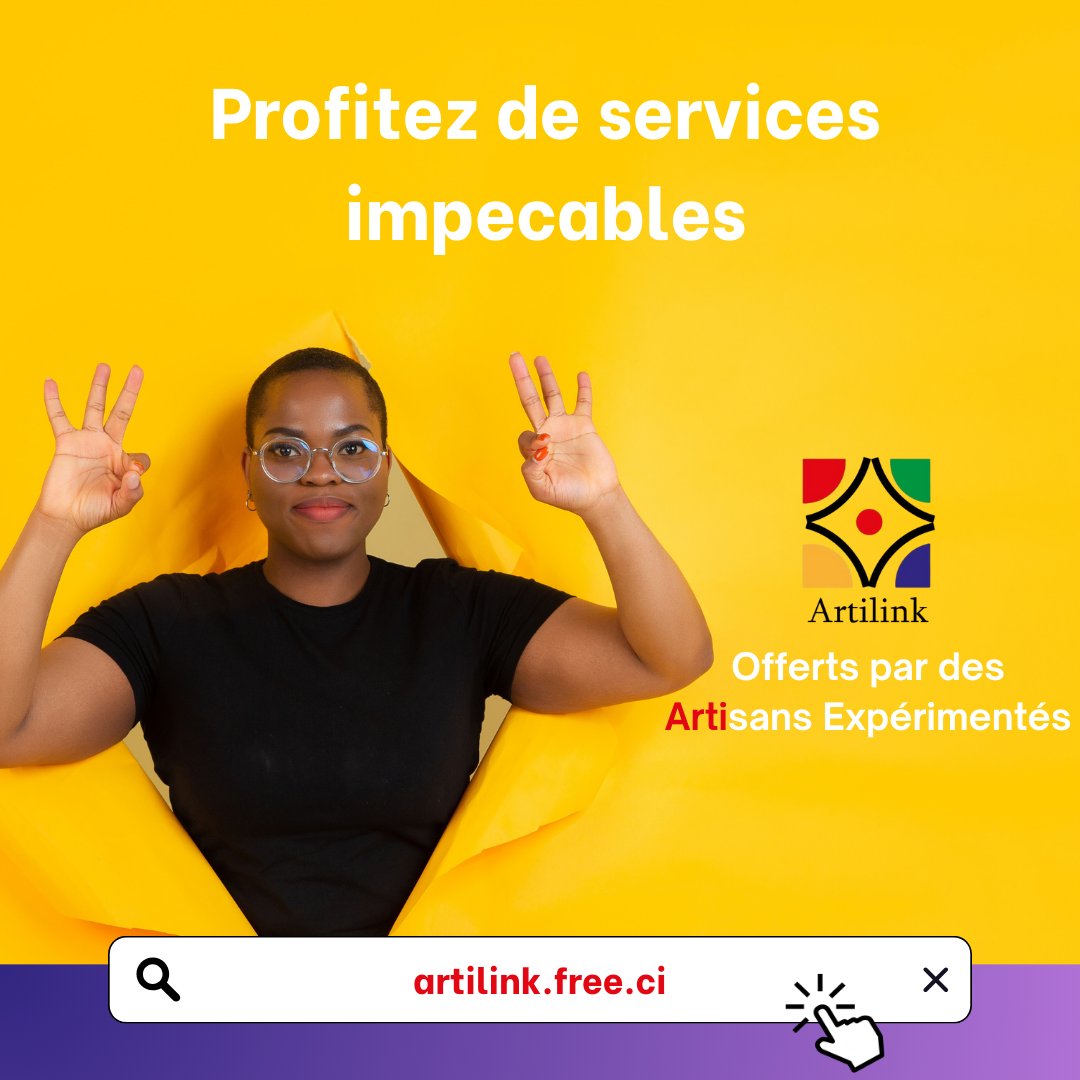 Profitez de services
impecables
Artilink
Offerts par des
Artisans Expérimentés
artilink.free.ci